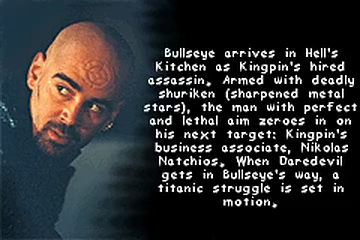 Bullseye arrives in Hell's
Kitchen as Kingpin's hired
assassin. Armed with deadly
shuriken (sharpened metal
stars), the man with perfect
and lethal aim zeroes in on
his next target: Kingpin's
business associate, Nikolas
Natchios. When Daredevil
gets in Bullseye's way, a
titanic struggle is set in
motion.